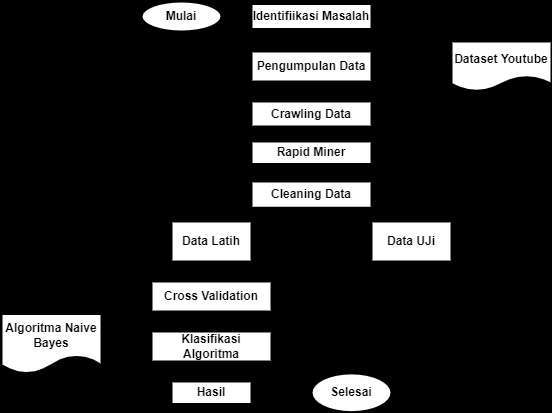 Mulai
Identifiikasi Masalah
Pengumpulan Data
Dataset Youtube
Crawling Data
Rapid Miner
Cleaning Data
Data Latih
Data UJi
Cross Validation
Algoritma Naive
Bayes
Klasifikasi
Algoritma
Hasil
Selesai